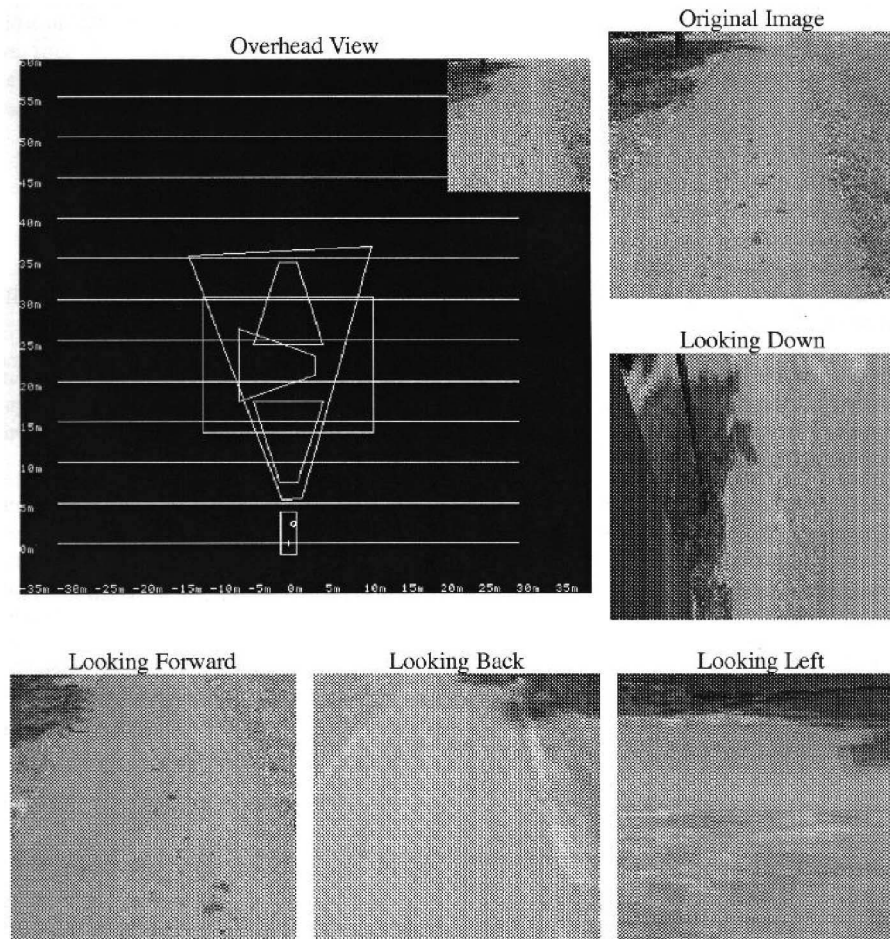 Original Image
Overhead View
60m
55m
50m
45m
40m
35m
30m
25m
20m
15m
10m
5m
0m
-35m -30m -25m -20m -15m -10m -5m 0m 5m 10m 15m 20m 25m 30m 35m
Looking Down
Looking Forward
Looking Back
Looking Left